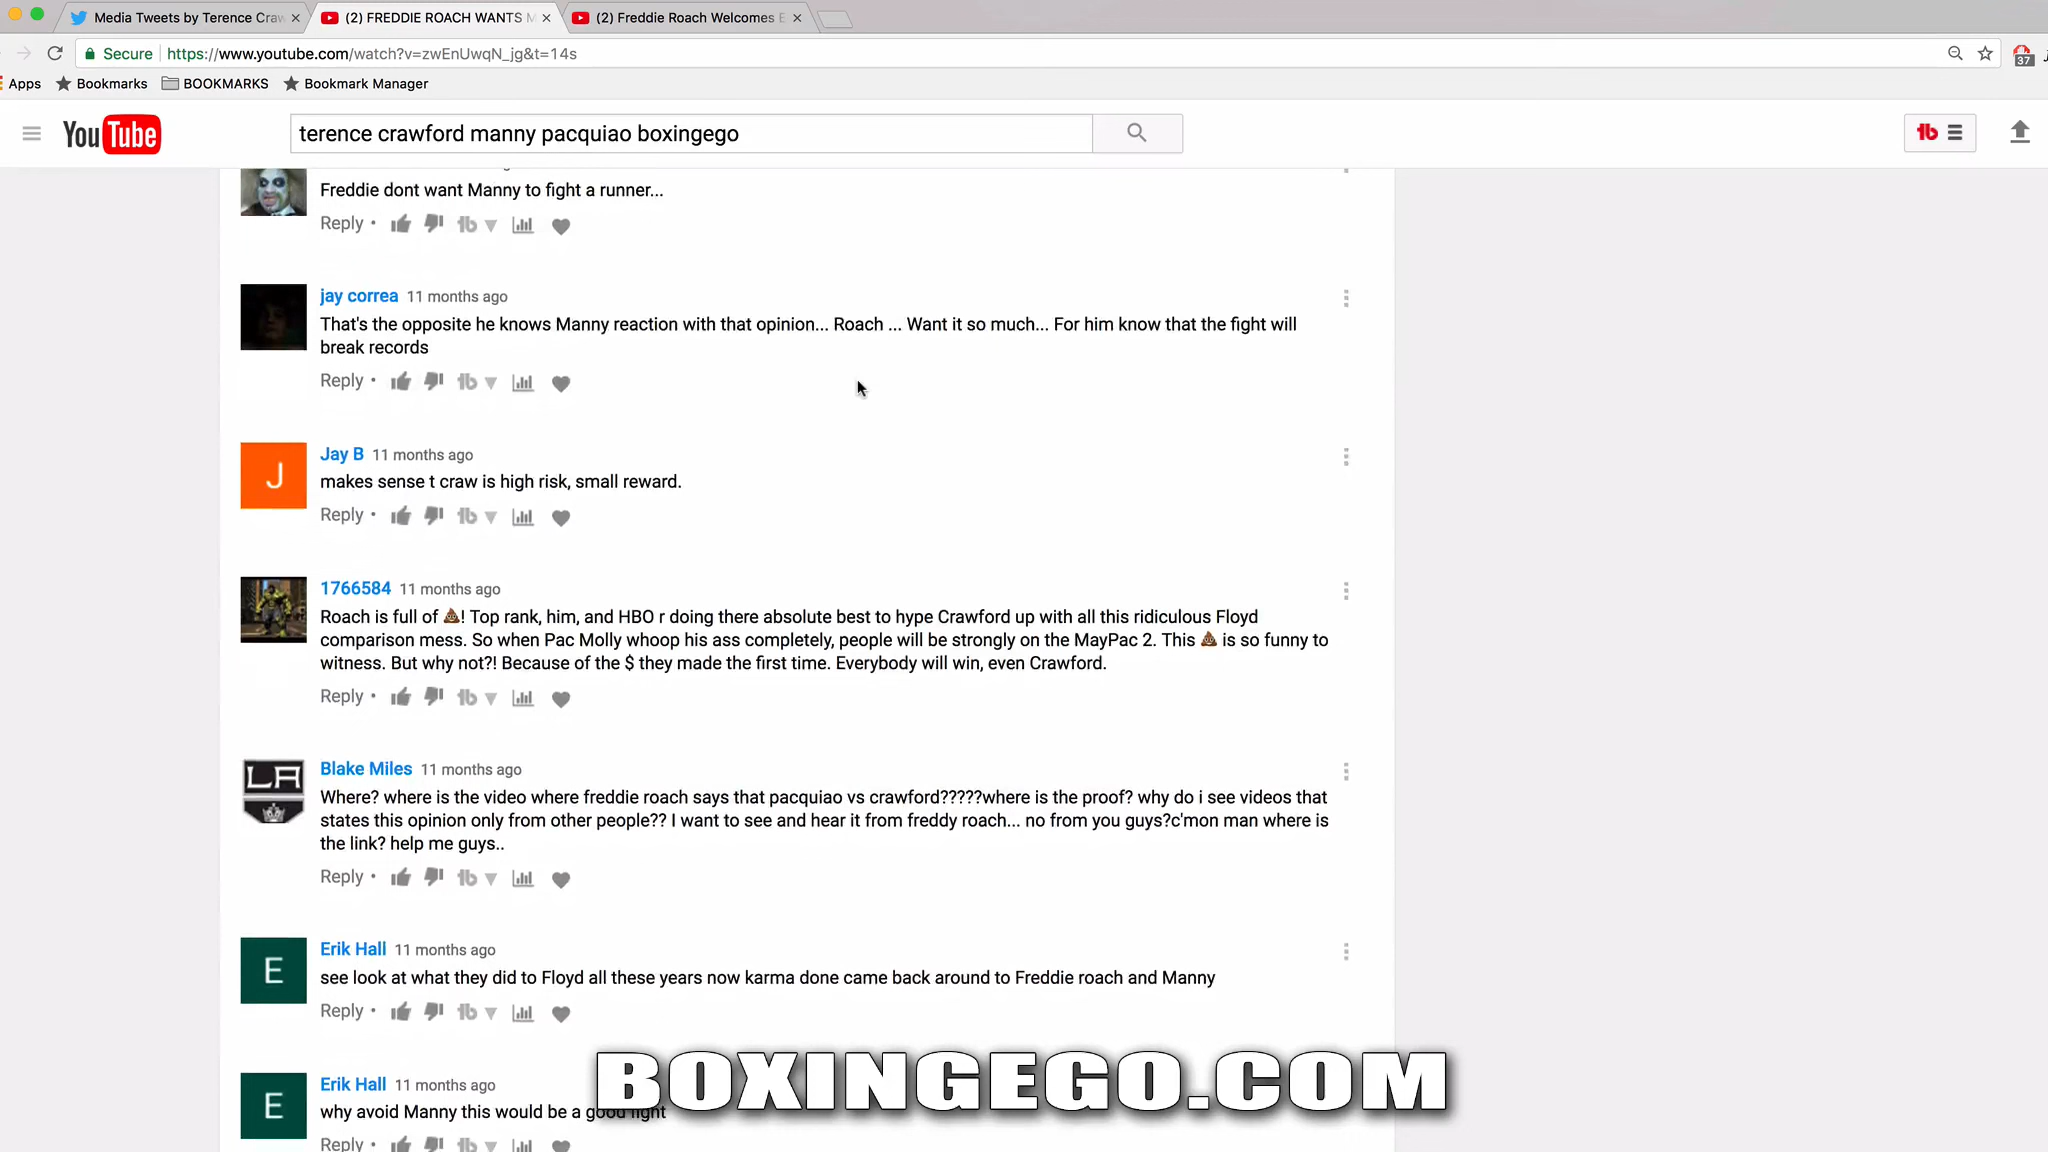 Media Tweets by Terence Craw
(2) FREDDIE ROACH WANTS M
(2) Freddie Roach Welcomes E
Secure https://www.youtube.com/watch?v=zwEnUwqN_jg&t=14s
37
Apps Bookmarks BOOKMARKS Bookmark Manager
YouTube
terence crawford manny pacquiao boxingego
Freddie dont want Manny to fight a runner...
Reply •
jay correa 11 months ago
That's the opposite he knows Manny reaction with that opinion... Roach ... Want it so much... For him know that the fight will
break records
Reply •
J
Jay B 11 months ago
makes sense t craw is high risk, small reward.
Reply •
1766584 11 months ago
Roach is full of 💩! Top rank, him, and HBO r doing there absolute best to hype Crawford up with all this ridiculous Floyd
comparison mess. So when Pac Molly whoop his ass completely, people will be strongly on the MayPac 2. This 💩 is so funny to
witness. But why not?! Because of the $ they made the first time. Everybody will win, even Crawford.
Reply •
LA
Blake Miles 11 months ago
Where? where is the video where freddie roach says that pacquiao vs crawford?????where is the proof? why do i see videos that
states this opinion only from other people?? I want to see and hear it from freddy roach... no from you guys?c'mon man where is
the link? help me guys..
Reply •
E
Erik Hall 11 months ago
see look at what they did to Floyd all these years now karma done came back around to Freddie roach and Manny
Reply •
E
Erik Hall 11 months ago
why avoid Manny this would be a good fight
Reply •
BOXINGEGO.COM